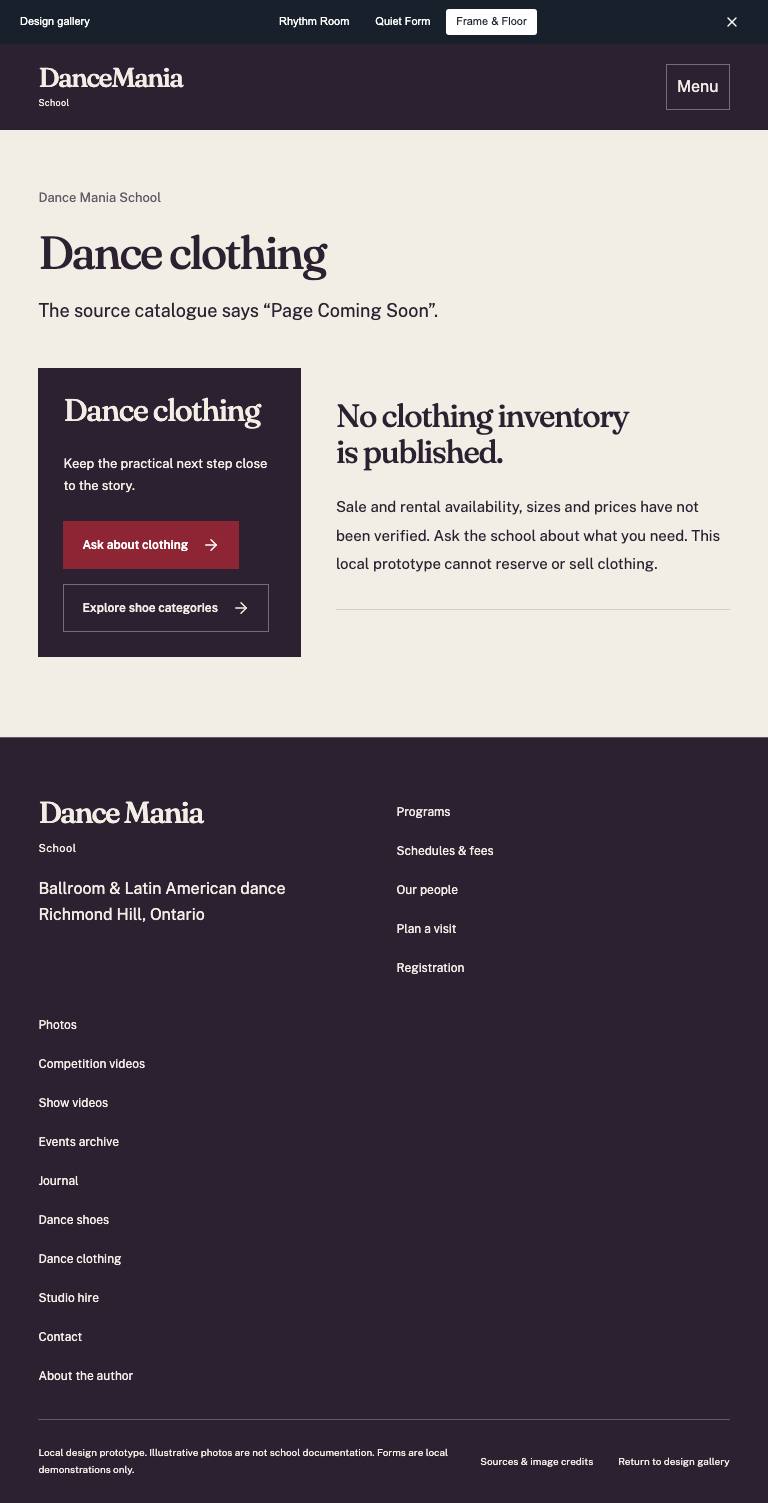 Design gallery
Rhythm Room
Quiet Form
Frame & Floor
DanceMania
School
Menu
Dance Mania School
Dance clothing
The source catalogue says “Page Coming Soon”.
Dance clothing
Keep the practical next step close
to the story.
Ask about clothing
Explore shoe categories
No clothing inventory
is published.
Sale and rental availability, sizes and prices have not
been verified. Ask the school about what you need. This
local prototype cannot reserve or sell clothing.
Dance Mania
School
Ballroom & Latin American dance
Richmond Hill, Ontario
Programs
Schedules & fees
Our people
Plan a visit
Registration
Photos
Competition videos
Show videos
Events archive
Journal
Dance shoes
Dance clothing
Studio hire
Contact
About the author
Local design prototype. Illustrative photos are not school documentation. Forms are local
demonstrations only.
Sources & image credits
Return to design gallery